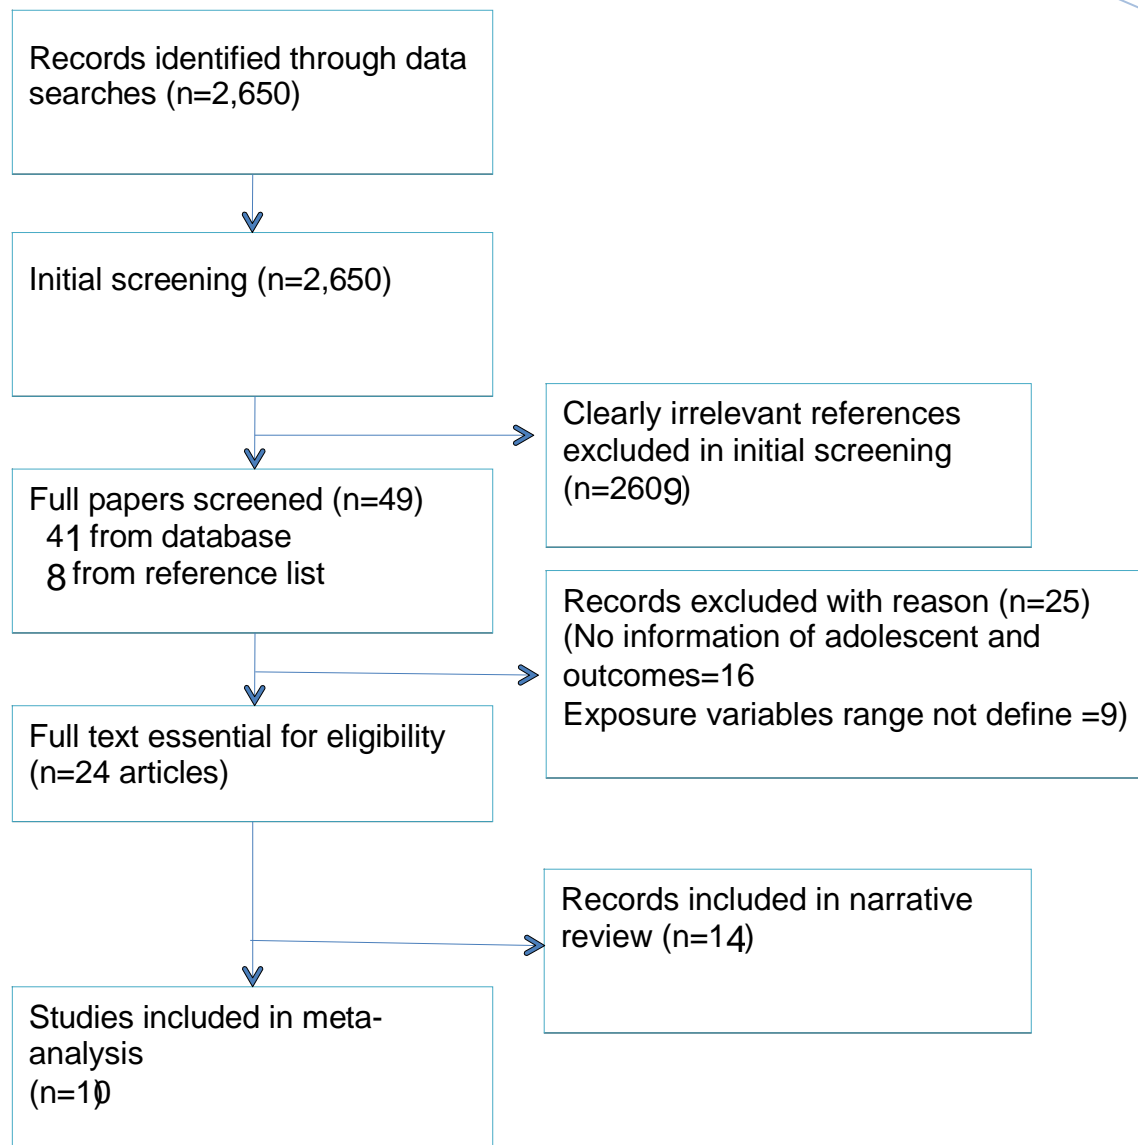 Records identified through data
searches (n=2,650)
Initial screening (n=2,650)
Clearly irrelevant references
excluded in initial screening
(n=2609)
Full papers screened (n=49)
41 from database
8 from reference list
Records excluded with reason (n=25)
(No information of adolescent and
outcomes=16
Exposure variables range not define =9)
Full text essential for eligibility
(n=24 articles)
Records included in narrative
review (n=14)
Studies included in meta-
analysis
(n=10)